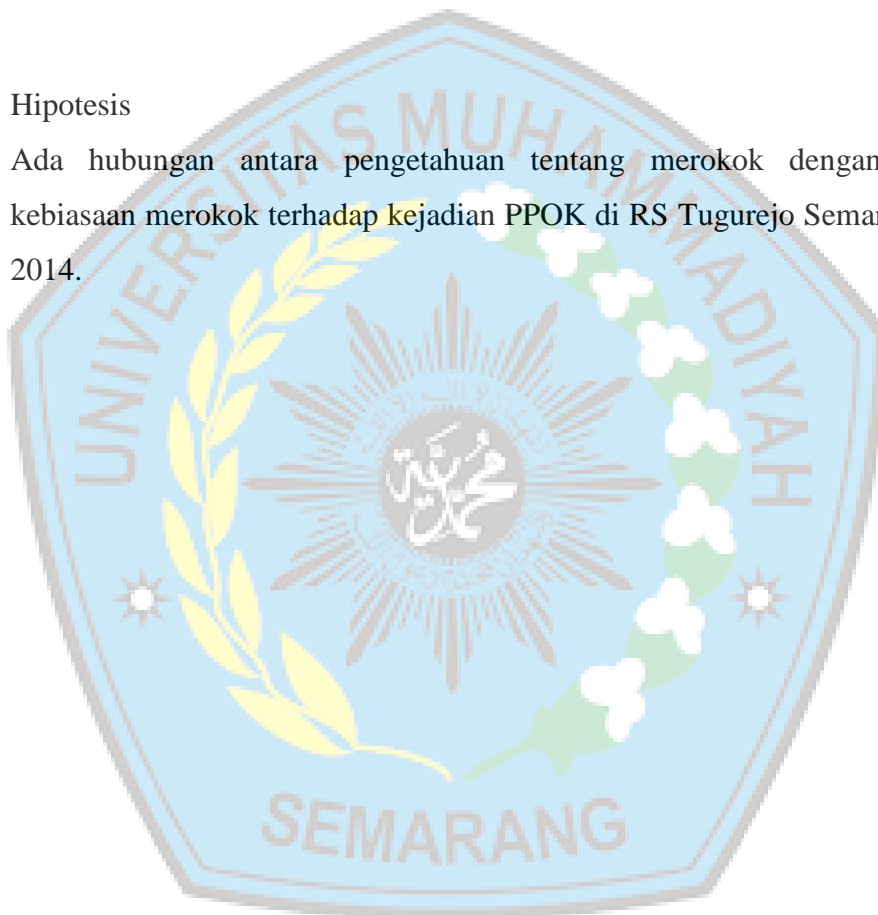 Hipotesis
Ada hubungan antara pengetahuan tentang merokok dengan
kebiasaan merokok terhadap kejadian PPOK di RS Tugurejo Semar
2014.
UNIVERSITAS MUHAMMADIYAH
محمدية
SEMARANG